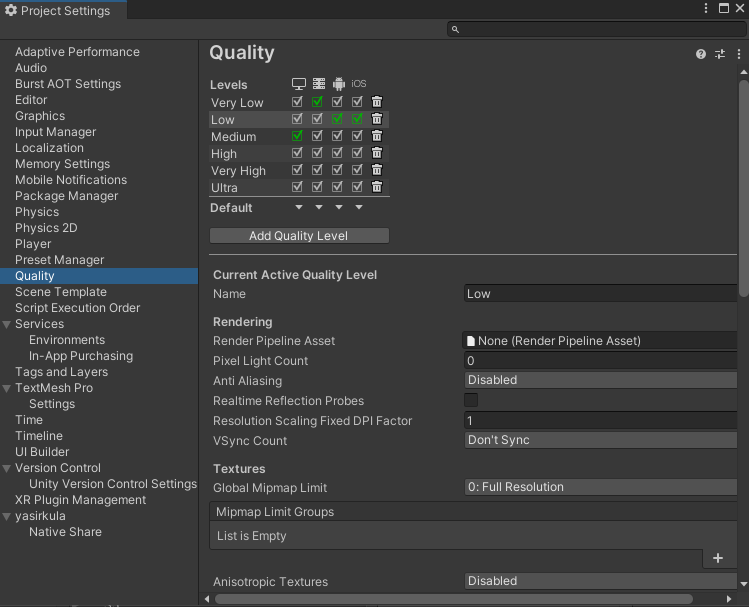 Project Settings
Adaptive Performance
Audio
Burst AOT Settings
Editor
Graphics
Input Manager
Localization
Memory Settings
Mobile Notifications
Package Manager
Physics
Physics 2D
Player
Preset Manager
Quality
Scene Template
Script Execution Order
Services
Environments
In-App Purchasing
Tags and Layers
TextMesh Pro
Settings
Time
Timeline
UI Builder
Version Control
Unity Version Control Settings
XR Plugin Management
yasirkula
Native Share
Quality
Levels iOS
Very Low
Low
Medium
High
Very High
Ultra
Default
Add Quality Level
Current Active Quality Level
Name Low
Rendering
Render Pipeline Asset None (Render Pipeline Asset)
Pixel Light Count 0
Anti Aliasing Disabled
Realtime Reflection Probes
Resolution Scaling Fixed DPI Factor 1
VSync Count Don't Sync
Textures
Global Mipmap Limit 0: Full Resolution
Mipmap Limit Groups
List is Empty
+
Anisotropic Textures Disabled